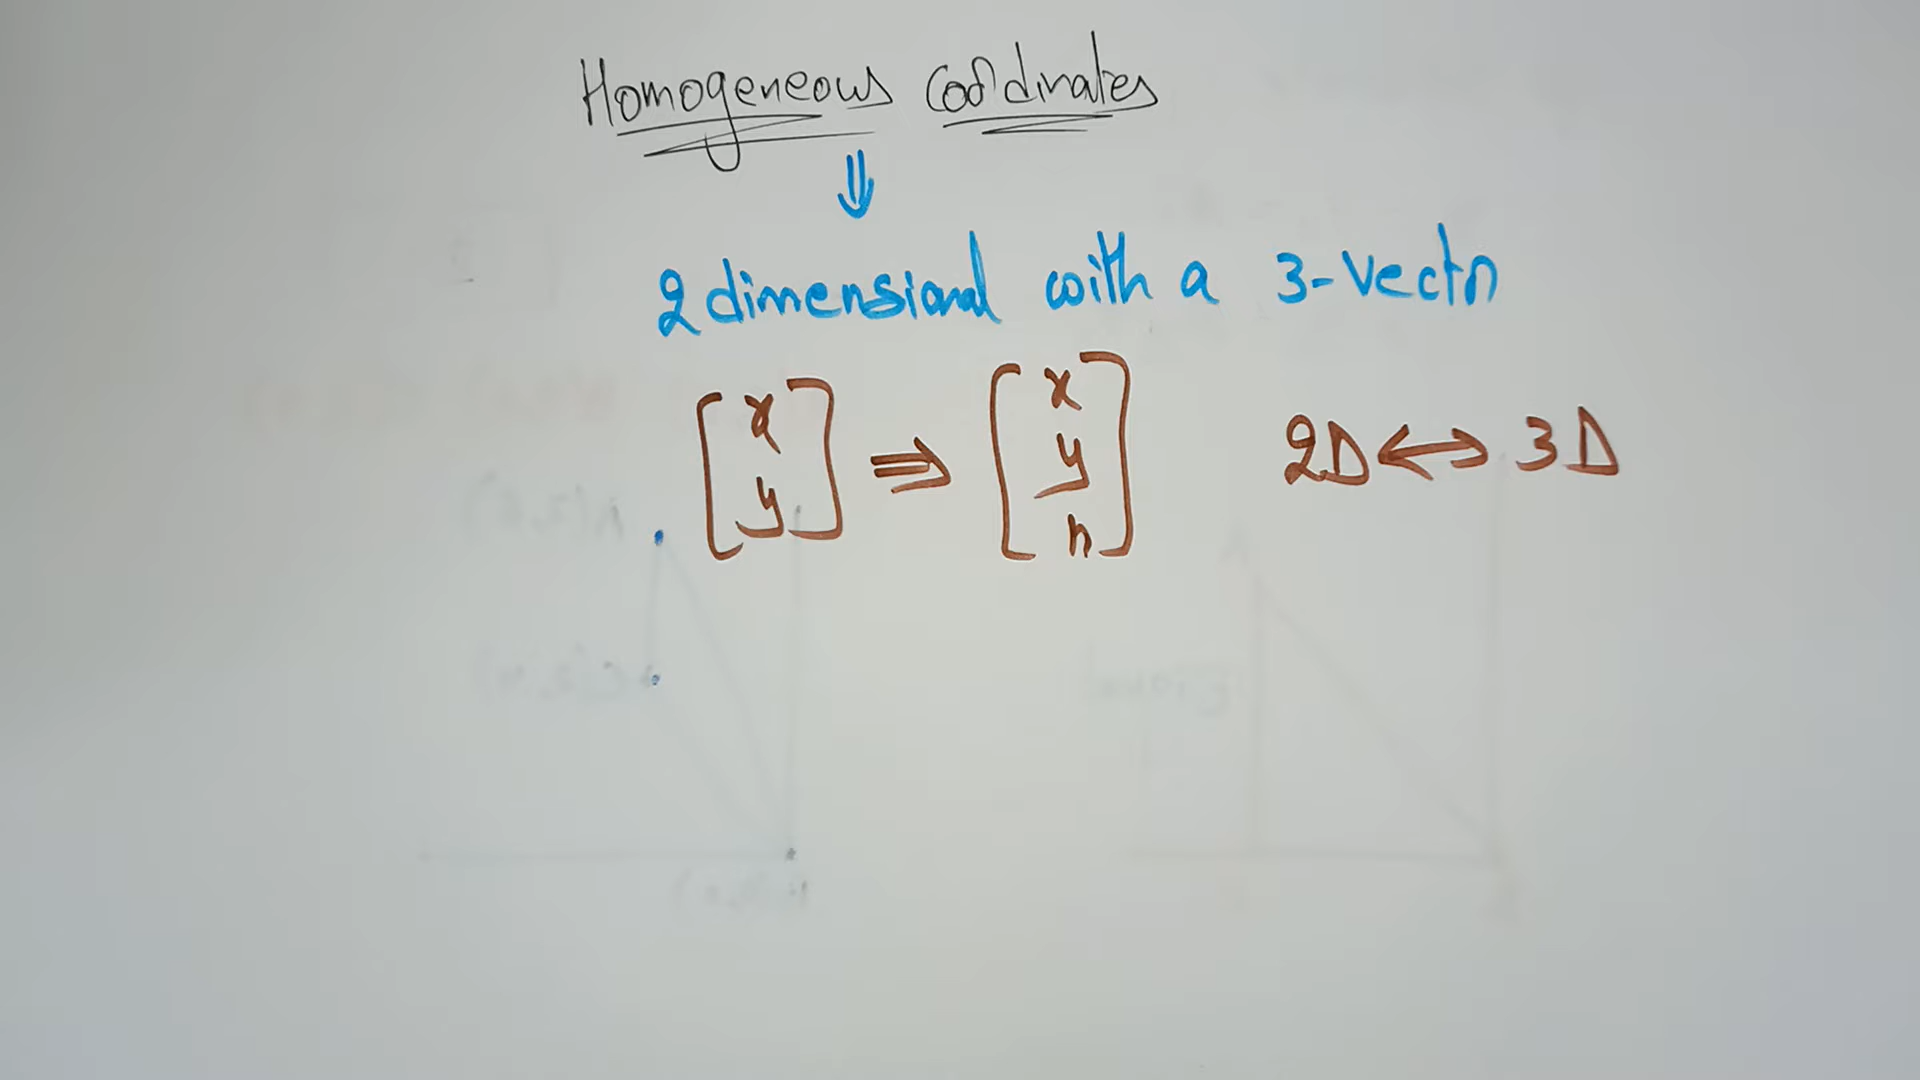 Homogeneous coordinates
⇓
2 dimensional with a 3-vector
[x y] ⇒ [x y h] 2D ↔ 3D